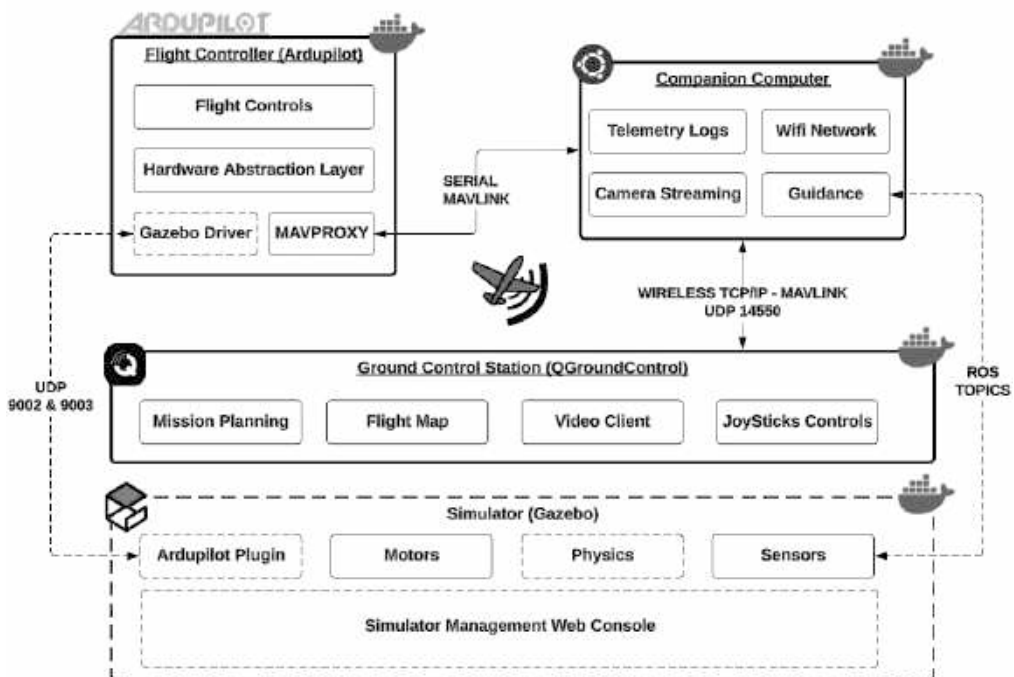 ARDUPILOT
Flight Controller (Ardupilot)
Flight Controls
Hardware Abstraction Layer
Gazebo Driver
MAVPROXY
SERIAL
MAVLINK
Companion Computer
Telemetry Logs
Wifi Network
Camera Streaming
Guidance
WIRELESS TCP/IP - MAVLINK
UDP 14550
Ground Control Station (QGroundControl)
Mission Planning
Flight Map
Video Client
JoySticks Controls
UDP
9002 & 9003
ROS
TOPICS
Simulator (Gazebo)
Ardupilot Plugin
Motors
Physics
Sensors
Simulator Management Web Console